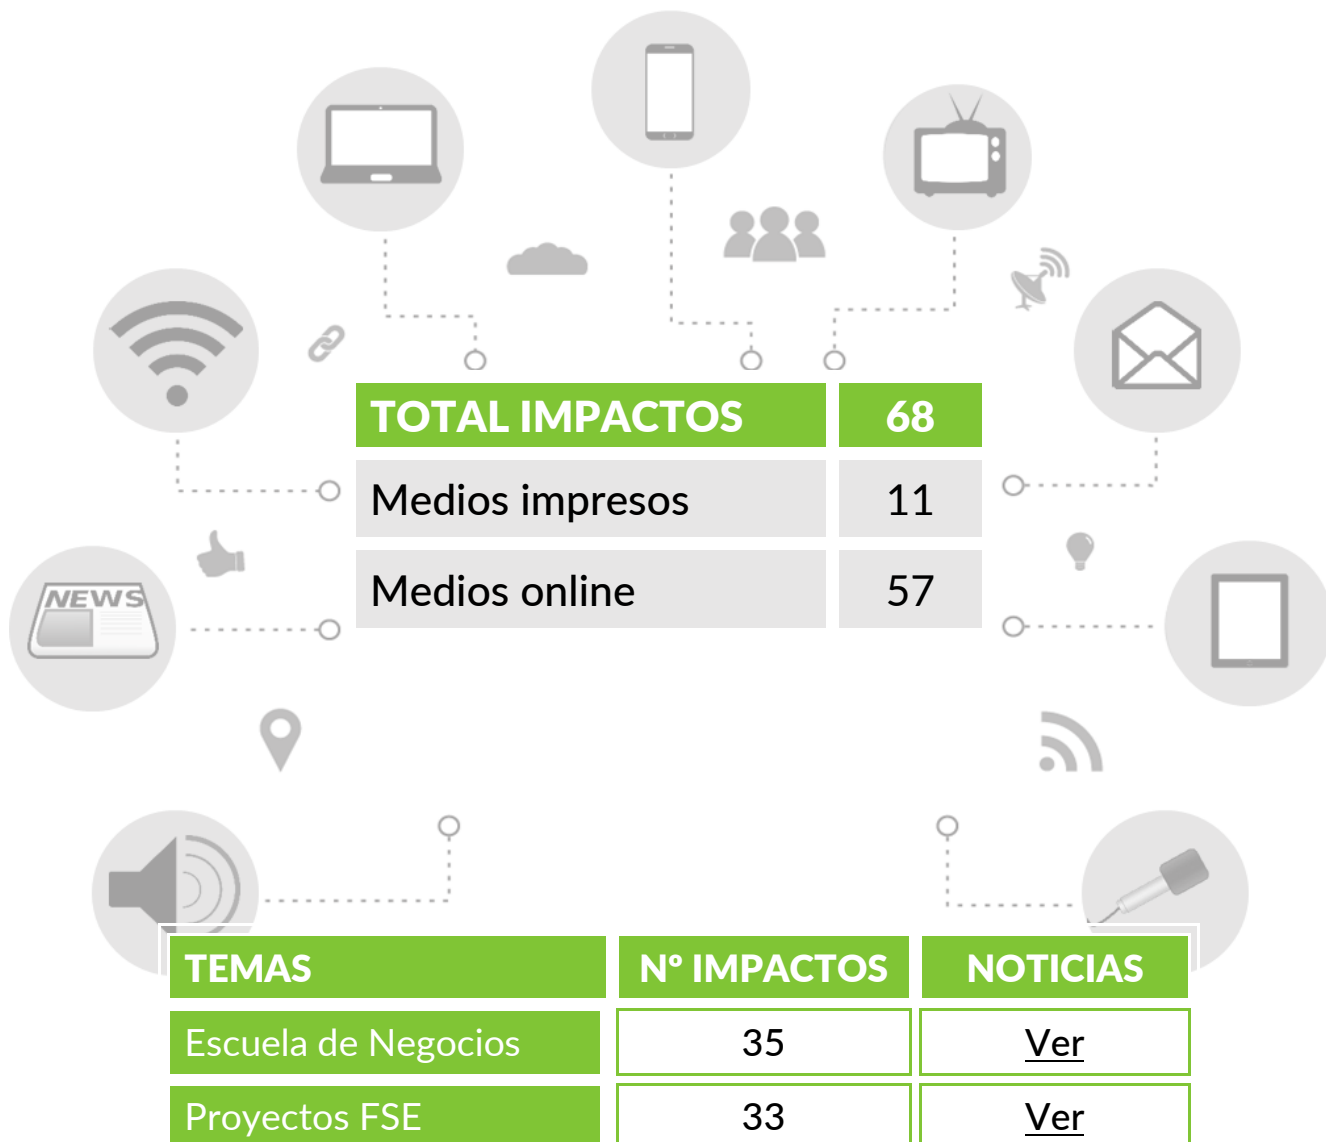 TOTAL IMPACTOS 68
Medios impresos 11
Medios online 57
NEWS
TEMAS Nº IMPACTOS NOTICIAS
Escuela de Negocios 35 Ver
Proyectos FSE 33 Ver